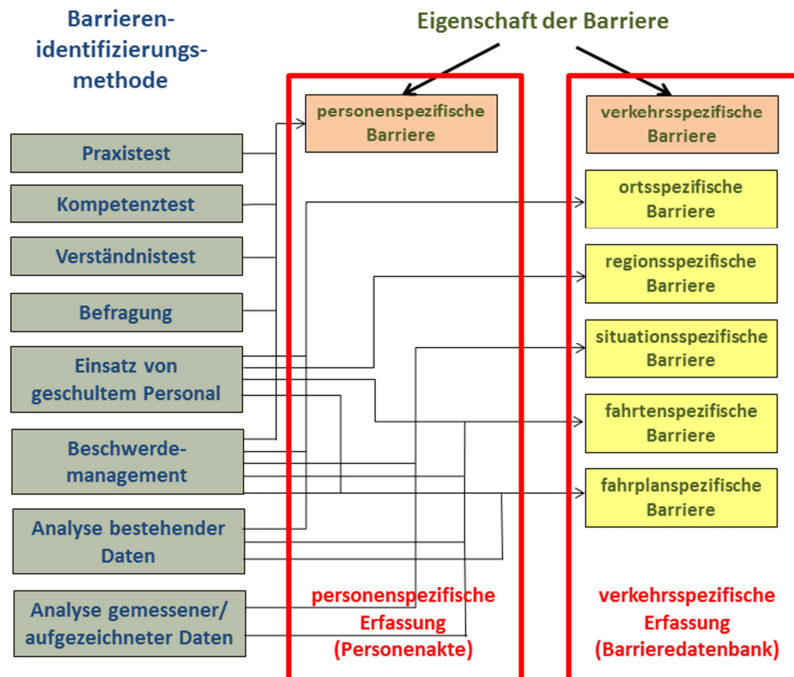 Barrieren-
identifizierungs-
methode
Eigenschaft der Barriere
personenspezifische
Barriere
verkehrsspezifische
Barriere
Praxistest
Kompetenztest
Verständnistest
Befragung
Einsatz von
geschultem Personal
Beschwerde-
management
Analyse bestehender
Daten
Analyse gemessener/
aufgezeichneter Daten
ortsspezifische
Barriere
regionsspezifische
Barriere
situationsspezifische
Barriere
fahrtenspezifische
Barriere
fahrplanspezifische
Barriere
personenspezifische
Erfassung
(Personenakte)
verkehrsspezifische
Erfassung
(Barrieredatenbank)